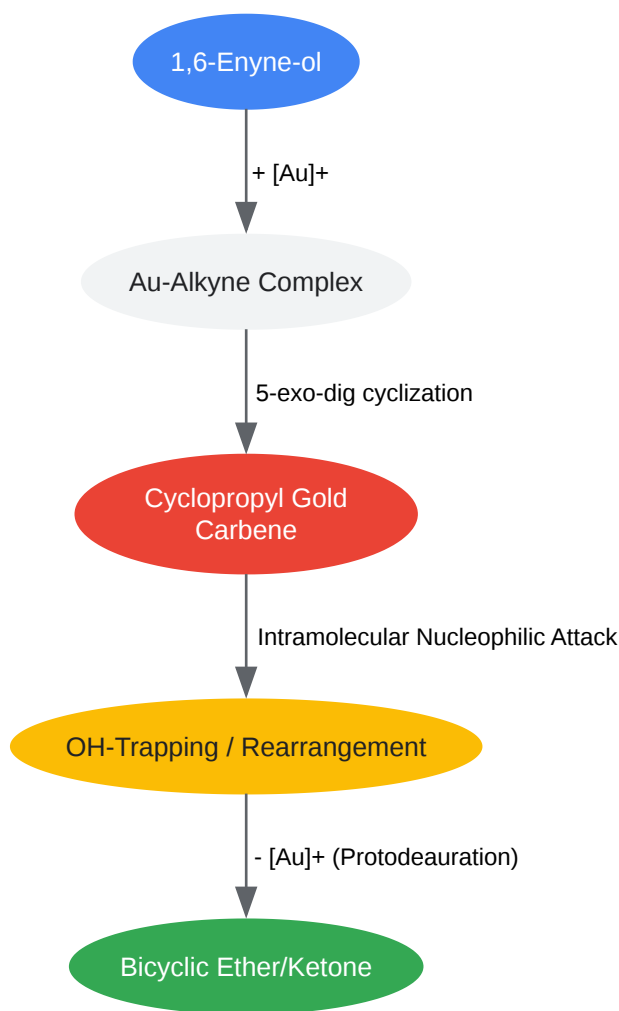 1,6-Enyne-ol
+ [Au]+
Au-Alkyne Complex
5-exo-dig cyclization
Cyclopropyl Gold
Carbene
Intramolecular Nucleophilic Attack
OH-Trapping / Rearrangement
- [Au]+ (Protodeauration)
Bicyclic Ether/Ketone